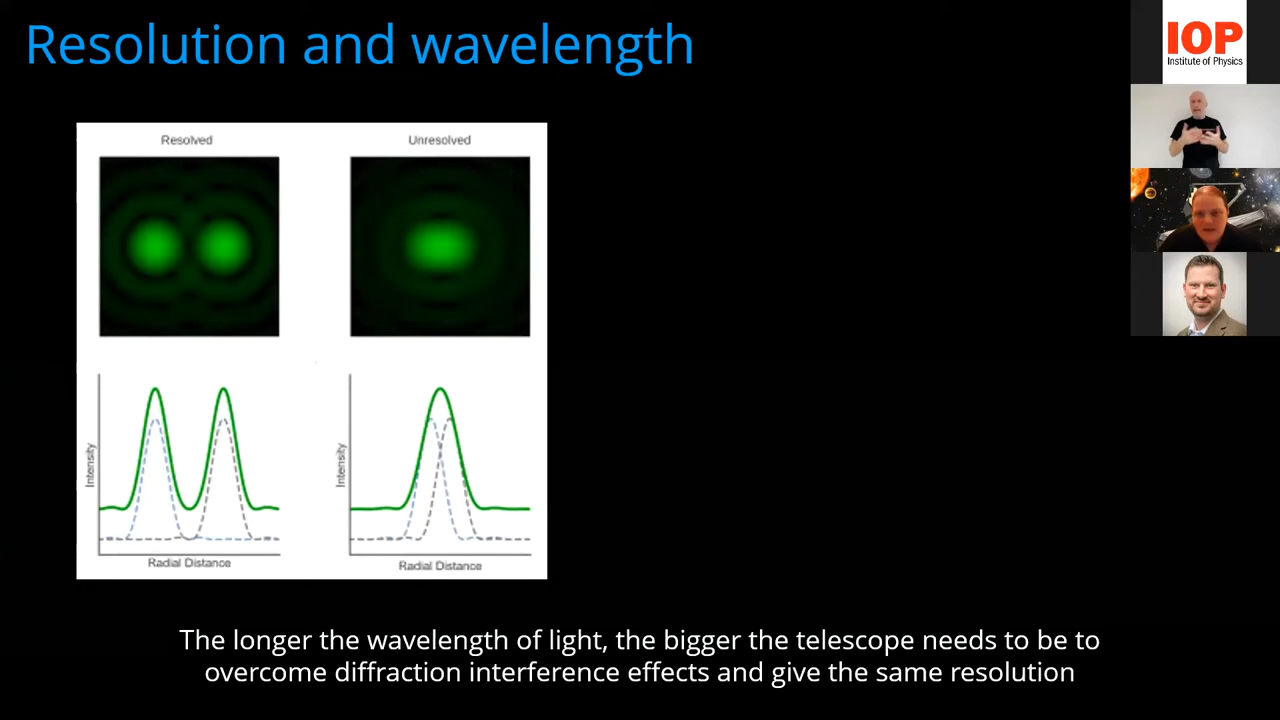 Resolution and wavelength
IOP
Institute of Physics
Resolved
Unresolved
Intensity
Radial Distance
Intensity
Radial Distance
The longer the wavelength of light, the bigger the telescope needs to be to
overcome diffraction interference effects and give the same resolution